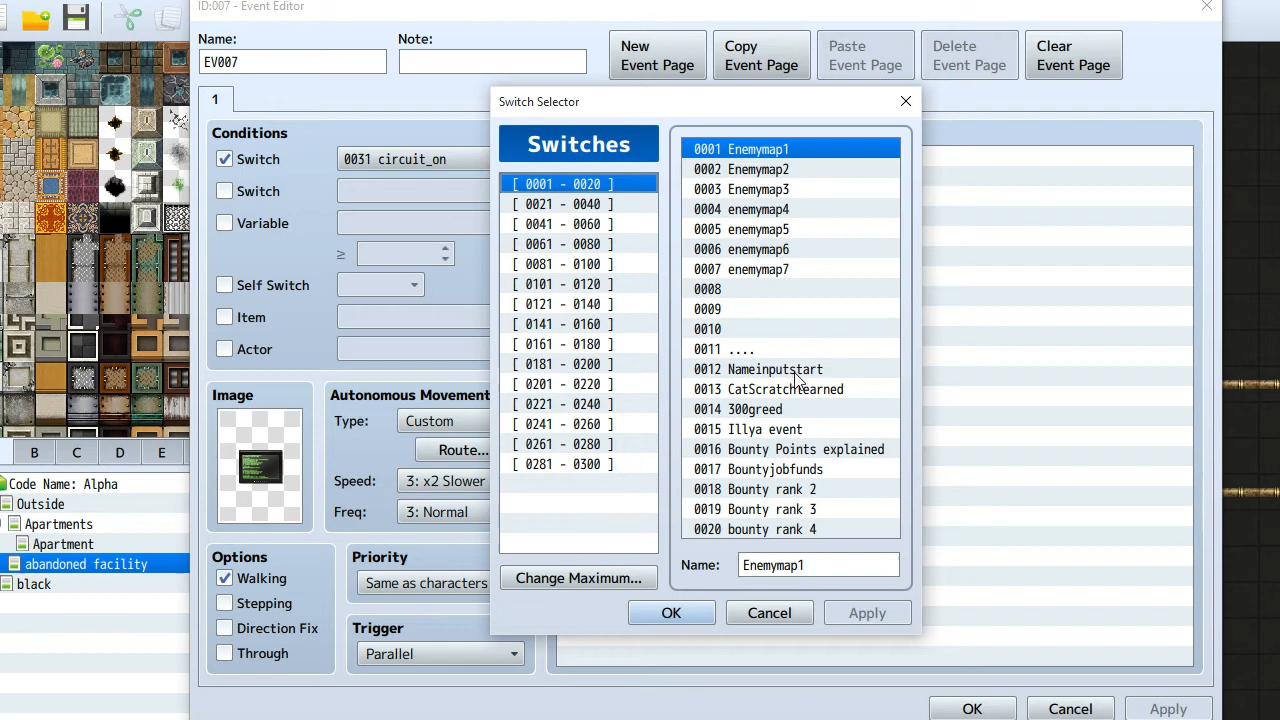 ID:007 - Event Editor
Name:
Note:
EV007
New
Event Page
Copy
Event Page
Paste
Event Page
Delete
Event Page
Clear
Event Page
1
Conditions
Switch
0031 circuit_on
Switch
Variable
≥
Self Switch
Item
Actor
Image
Autonomous Movement
Type:
Custom
Route...
Speed:
3: x2 Slower
Freq:
3: Normal
Options
Walking
Stepping
Direction Fix
Through
Priority
Same as characters
Trigger
Parallel
Switch Selector
Switches
[ 0001 - 0020 ]
[ 0021 - 0040 ]
[ 0041 - 0060 ]
[ 0061 - 0080 ]
[ 0081 - 0100 ]
[ 0101 - 0120 ]
[ 0121 - 0140 ]
[ 0141 - 0160 ]
[ 0161 - 0180 ]
[ 0181 - 0200 ]
[ 0201 - 0220 ]
[ 0221 - 0240 ]
[ 0241 - 0260 ]
[ 0261 - 0280 ]
[ 0281 - 0300 ]
Change Maximum...
0001 Enemymap1
0002 Enemymap2
0003 Enemymap3
0004 enemymap4
0005 enemymap5
0006 enemymap6
0007 enemymap7
0008
0009
0010
0011 ....
0012 Nameinputstart
0013 CatScratchlearned
0014 300greed
0015 Illya event
0016 Bounty Points explained
0017 Bountyjobfunds
0018 Bounty rank 2
0019 Bounty rank 3
0020 bounty rank 4
Name:
Enemymap1
OK
Cancel
Apply
B
C
D
E
Code Name: Alpha
Outside
Apartments
Apartment
abandoned facility
black
OK
Cancel
Apply